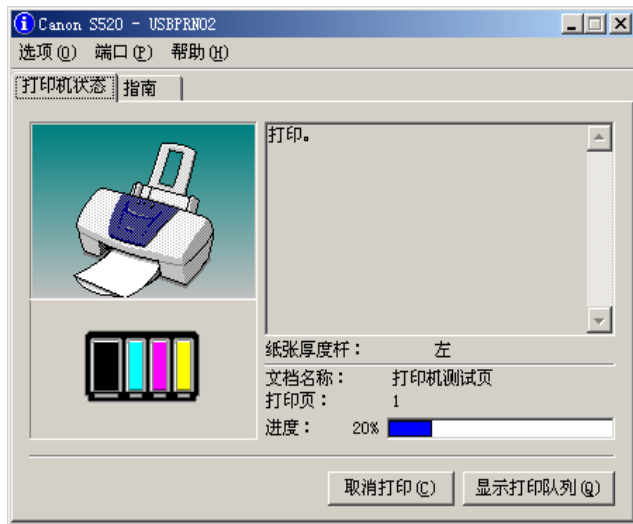 Canon S520 - USBPRN02
选项(O) 端口(P) 帮助(H)
打印机状态 指南
打印。
纸张厚度杆： 左
文档名称： 打印机测试页
打印页： 1
进度： 20%
取消打印(C) 显示打印队列(Q)